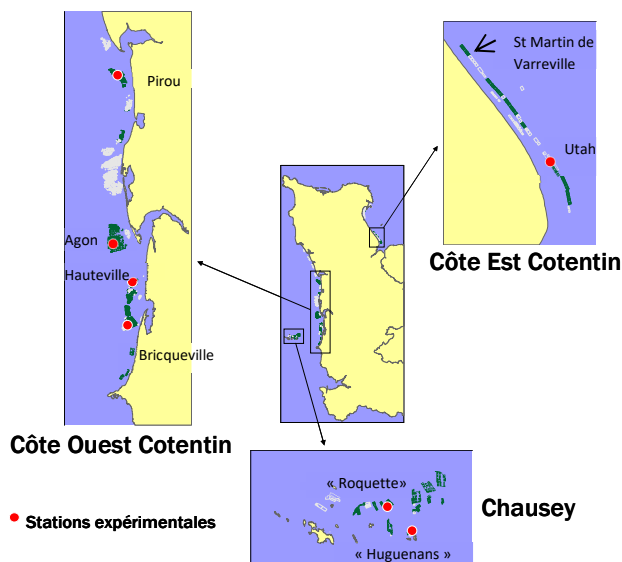 Pirou
Agon
Hauteville
Bricqueville
Côte Ouest Cotentin
• Stations expérimentales
St Martin de
Varreville
Utah
Côte Est Cotentin
« Roquette»
« Huguenans »
Chausey